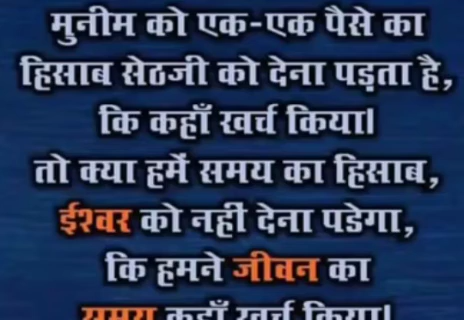 मुनीम को एक-एक पैसे का
हिसाब सेठजी को देना पड़ता है,
कि कहाँ खर्च किया।
तो क्या हमें समय का हिसाब,
ईश्वर को नहीं देना पडेगा,
कि हमने जीवन का
समय कहाँ खर्च किया।